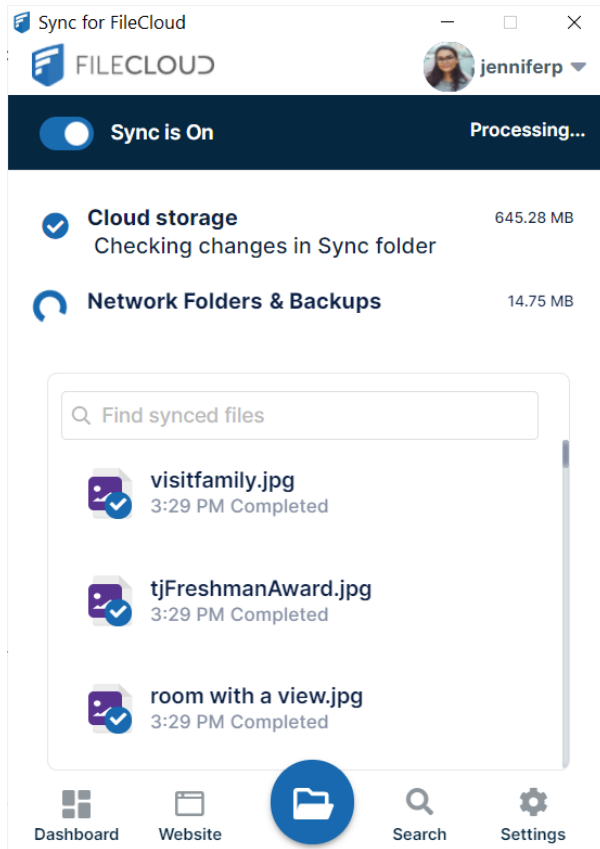 Sync for FileCloud
FILECLOUD
jenniferp
Sync is On
Processing...
Cloud storage
645.28 MB
Checking changes in Sync folder
Network Folders & Backups
14.75 MB
Find synced files
visitfamily.jpg
3:29 PM Completed
tjFreshmanAward.jpg
3:29 PM Completed
room with a view.jpg
3:29 PM Completed
Dashboard
Website
Search
Settings